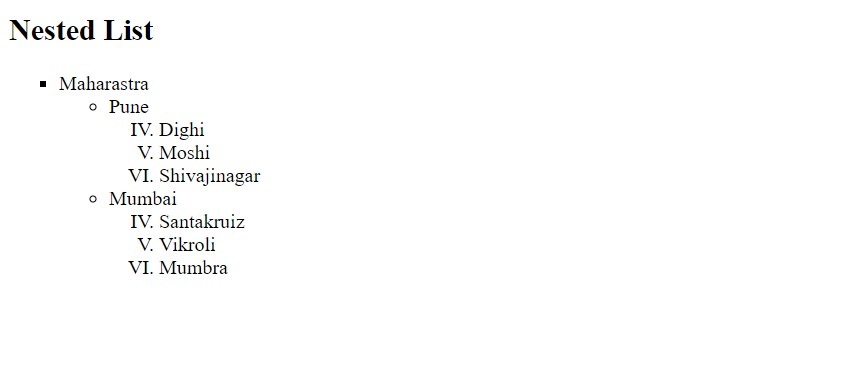 Nested List
Maharastra
Pune
IV. Dighi
V. Moshi
VI. Shivajinagar
Mumbai
IV. Santakruiz
V. Vikroli
VI. Mumbra